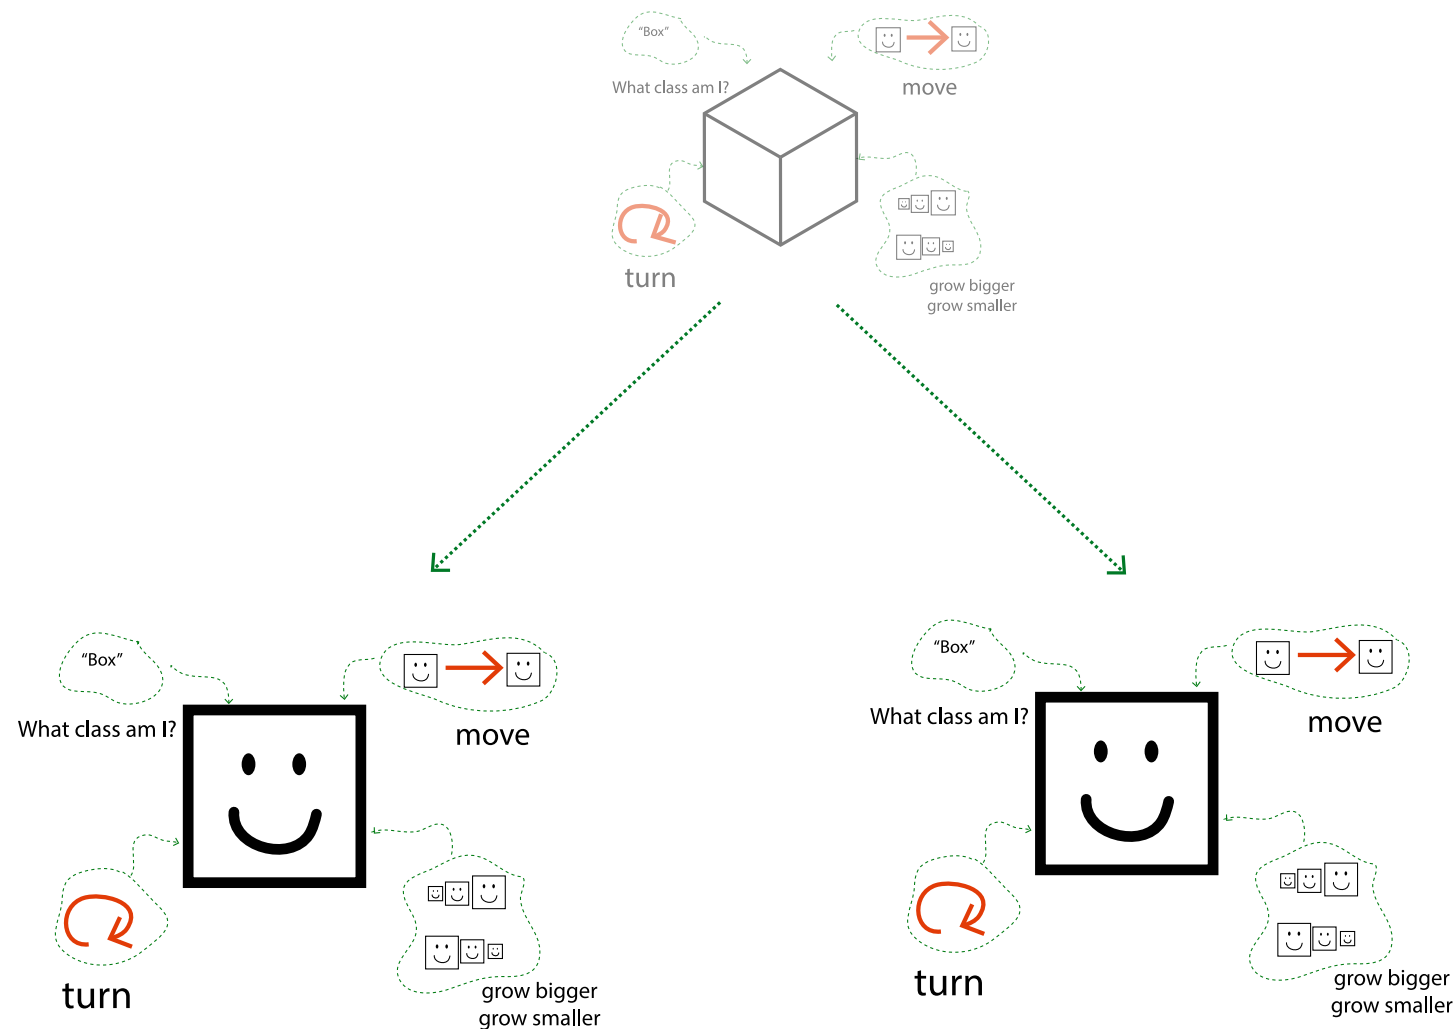 “Box”
What class am I?
move
turn
grow bigger
grow smaller
“Box”
What class am I?
move
turn
grow bigger
grow smaller
“Box”
What class am I?
move
turn
grow bigger
grow smaller